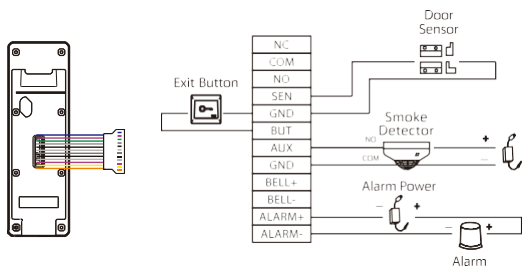 Door
Sensor
NC
COM
NO
SEN
GND
BUT
AUX
GND
BELL+
BELL-
ALARM+
ALARM-
Exit Button
Smoke
Detector
NO
COM
+
−
Alarm Power
−
+
−
+
Alarm